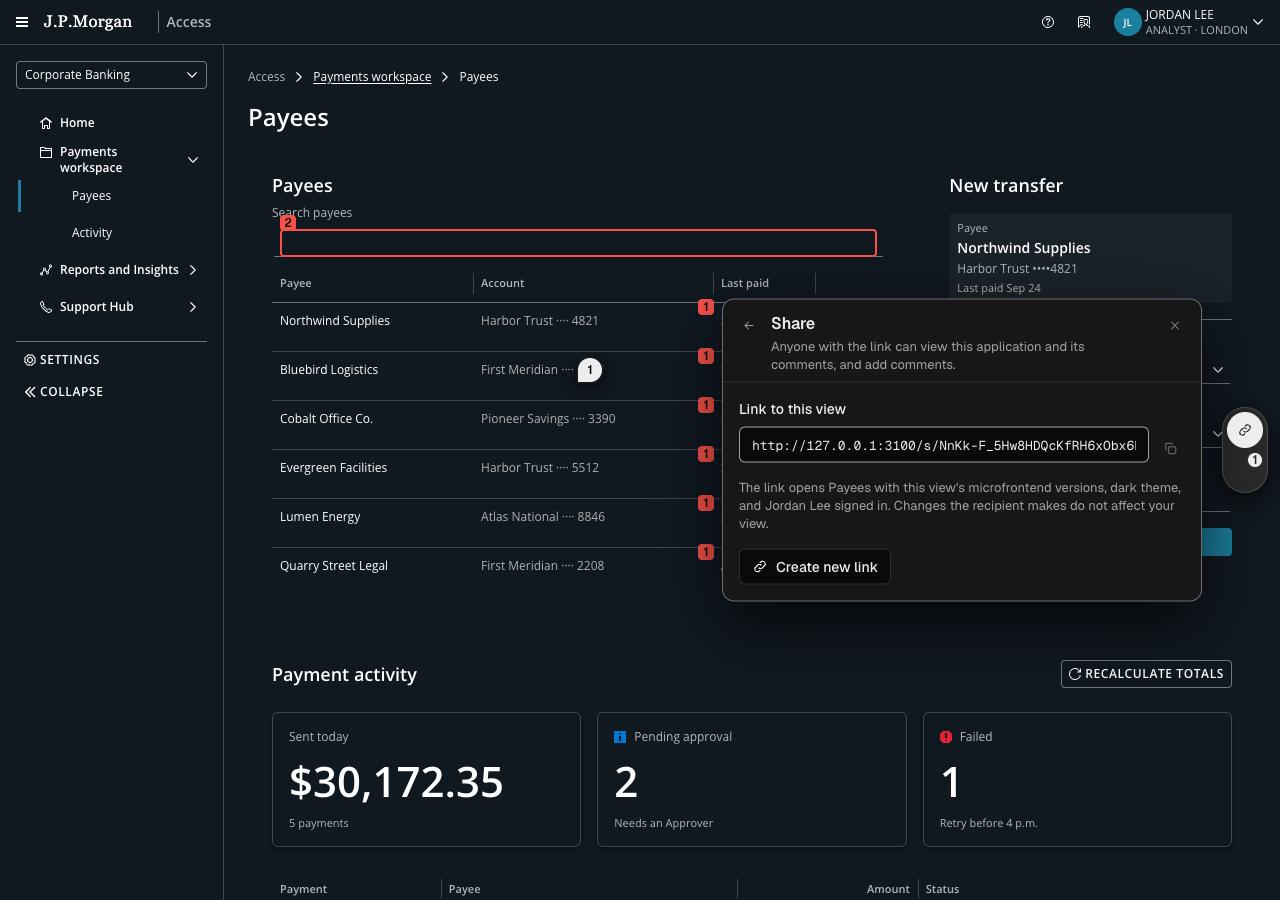 J.P.Morgan
Access
JL
JORDAN LEE
ANALYST · LONDON
Corporate Banking
Home
Payments
workspace
Payees
Activity
Reports and Insights
Support Hub
SETTINGS
COLLAPSE
Access
Payments workspace
Payees
Payees
Payees
Search payees
2
Payee
Account
Last paid
Northwind Supplies
Harbor Trust ···· 4821
1
Bluebird Logistics
First Meridian ····
1
1
Cobalt Office Co.
Pioneer Savings ···· 3390
1
Evergreen Facilities
Harbor Trust ···· 5512
1
Lumen Energy
Atlas National ···· 8846
1
Quarry Street Legal
First Meridian ···· 2208
1
New transfer
Payee
Northwind Supplies
Harbor Trust ••••4821
Last paid Sep 24
Share
Anyone with the link can view this application and its
comments, and add comments.
Link to this view
The link opens Payees with this view's microfrontend versions, dark theme,
and Jordan Lee signed in. Changes the recipient makes do not affect your
view.
Create new link
1
Payment activity
RECALCULATE TOTALS
Sent today
$30,172.35
5 payments
Pending approval
2
Needs an Approver
Failed
1
Retry before 4 p.m.
Payment
Payee
Amount
Status